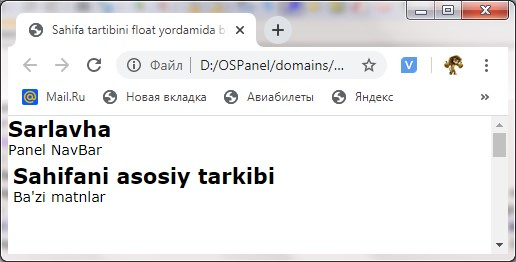 Sahifa tartibini float yordamida b
Файл | D:/OSPanel/domains/...
Mail.Ru Новая вкладка Авиабилеты Яндекс »
Sarlavha
Panel NavBar
Sahifani asosiy tarkibi
Ba'zi matnlar